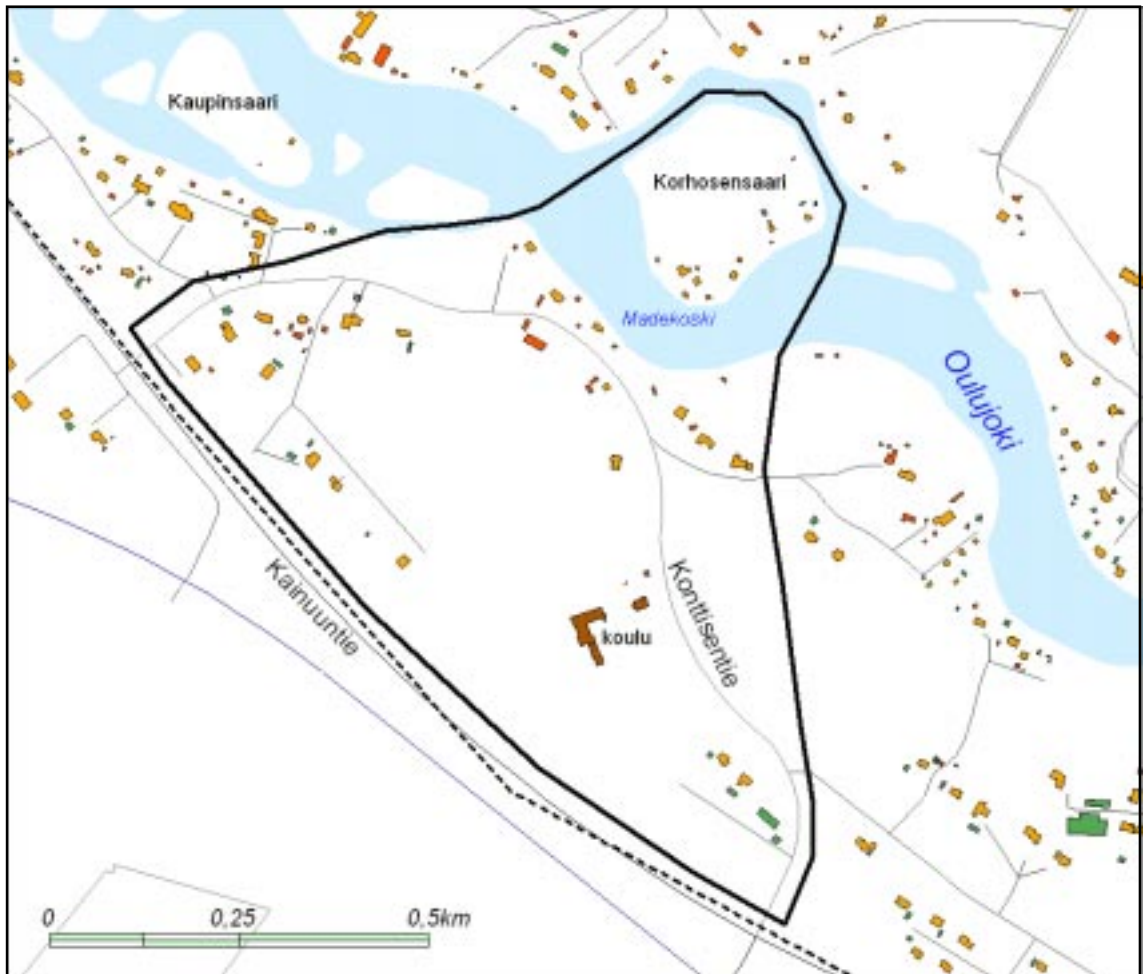 Kaupinsaari
Korhosensaari
Madekoski
Oulujoki
Kainuuntie
Konttisentie
koulu
0 0,25 0,5km